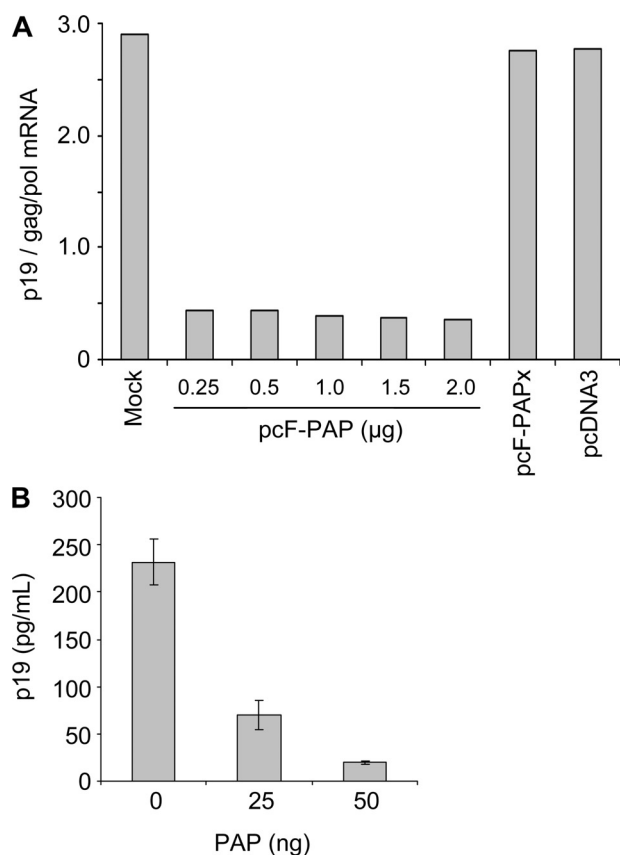 A
p19 / gag/pol mRNA
3.0
2.0
1.0
0
Mock
0.25 0.5 1.0 1.5 2.0
pcF-PAP (µg)
pcF-PAPx
pcDNA3
B
p19 (pg/mL)
300
250
200
150
100
50
0
0 25 50
PAP (ng)